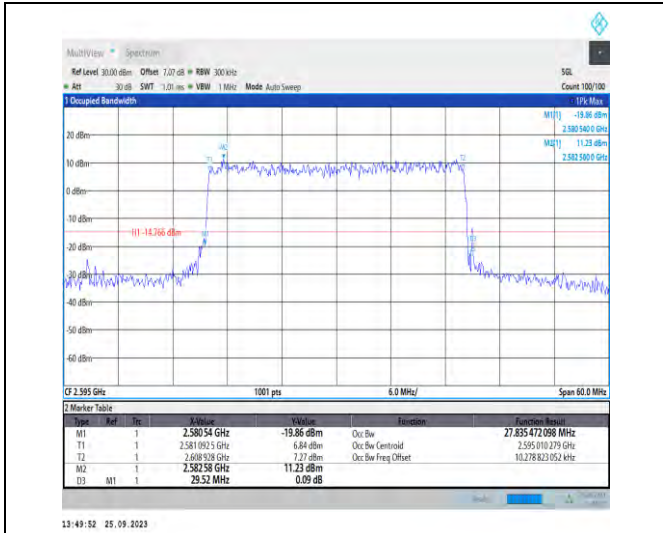 MultiView Spectrum
Ref Level 30.00 dBm Offset 7.07 dB RBW 300 kHz SGL
Att 30 dB SWT 1.01 ms VBW 1 MHz Mode Auto Sweep Count 100/100
1 Occupied Bandwidth 1Pk Max
M1[1] -19.86 dBm
2.580 540 0 GHz
M2[1] 11.23 dBm
2.582 580 0 GHz
20 dBm
M2
T1 T2
10 dBm
0 dBm
-10 dBm
H1 -14.766 dBm
M1 D3
-20 dBm
-30 dBm
-40 dBm
-50 dBm
-60 dBm
CF 2.595 GHz 1001 pts 6.0 MHz/ Span 60.0 MHz
2 Marker Table
Type Ref Trc X-Value Y-Value Function Function Result
M1 1 2.580 54 GHz -19.86 dBm Occ Bw 27.835 472 098 MHz
T1 1 2.581 092 5 GHz 6.84 dBm Occ Bw Centroid 2.595 010 279 GHz
T2 1 2.608 928 GHz 7.27 dBm Occ Bw Freq Offset 10.278 823 052 kHz
M2 1 2.582 58 GHz 11.23 dBm
D3 M1 1 29.52 MHz 0.09 dB
13:49:52 25.09.2023